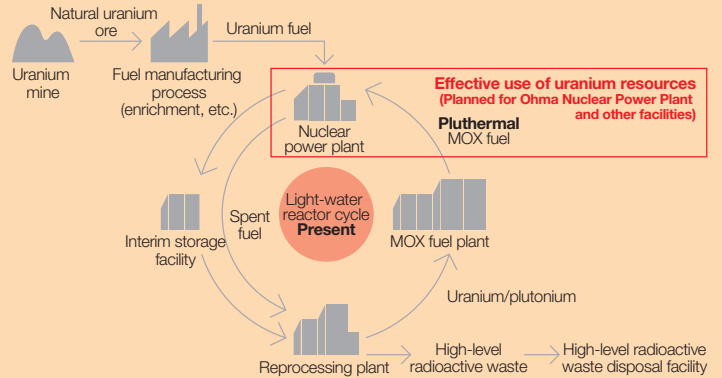 Natural uranium
ore
Uranium fuel
Uranium
mine
Fuel manufacturing
process
(enrichment, etc.)
Effective use of uranium resources
(Planned for Ohma Nuclear Power Plant
and other facilities)
Nuclear
power plant
Pluthermal
MOX fuel
Light-water
reactor cycle
Present
Spent
fuel
Interim storage
facility
MOX fuel plant
Uranium/plutonium
Reprocessing plant
High-level
radioactive waste
High-level radioactive
waste disposal facility